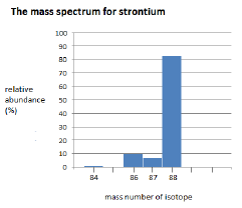 The mass spectrum for strontium
100
90
80
70
60
50
40
30
20
10
0
relative
abundance
(%)
84 86 87 88
mass number of isotope